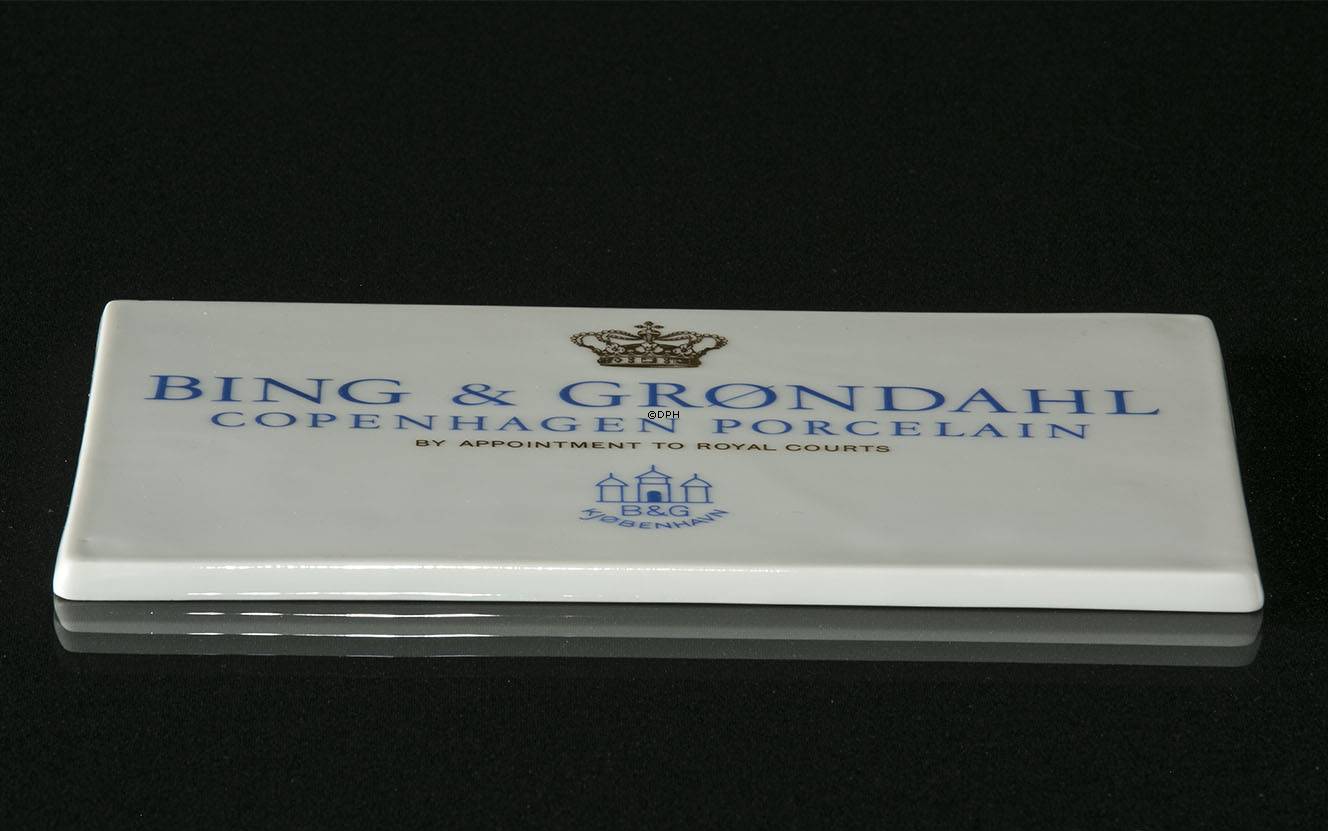 BING & GRØNDAHL
©DPH
COPENHAGEN PORCELAIN
BY APPOINTMENT TO ROYAL COURTS
B&G
KJØBENHAVN